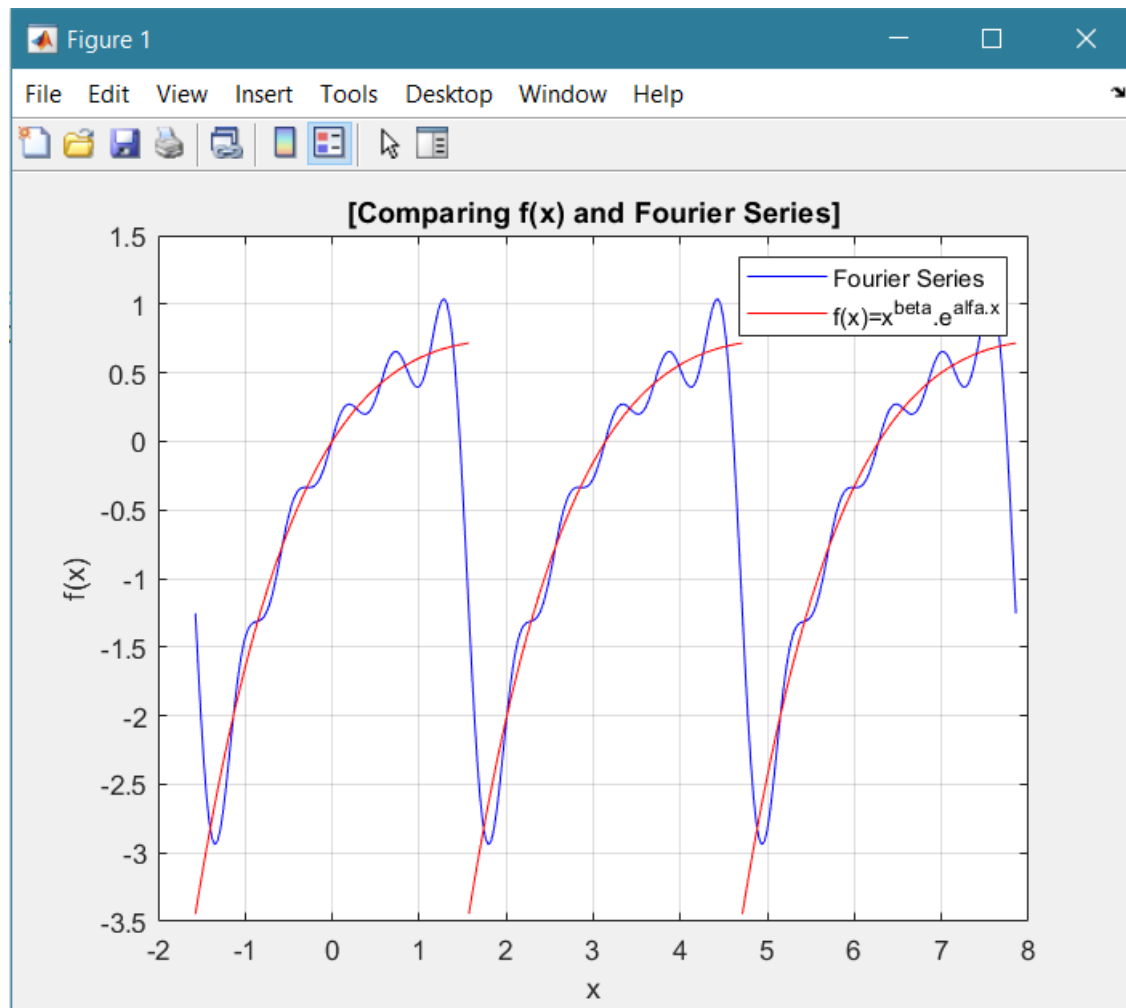 Figure 1
File Edit View Insert Tools Desktop Window Help
[Comparing f(x) and Fourier Series]
1.5
Fourier Series
f(x)=x^beta.e^alfa.x
1
0.5
0
-0.5
f(x)
-1
-1.5
-2
-2.5
-3
-3.5
-2 -1 0 1 2 3 4 5 6 7 8
x